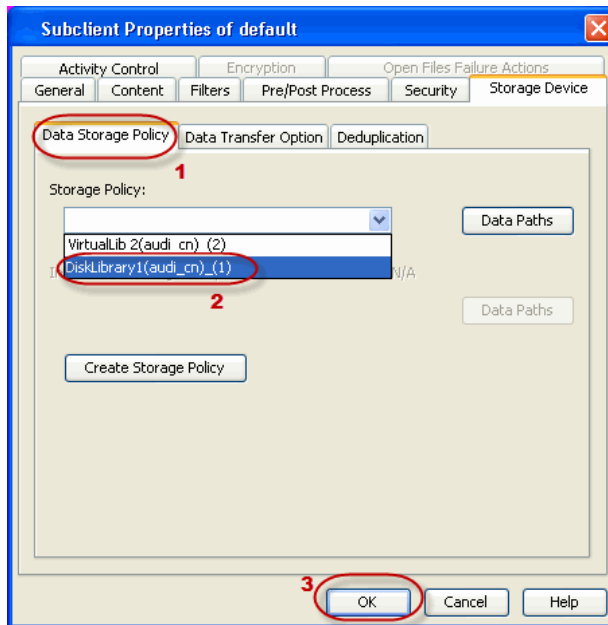 Subclient Properties of default
Activity Control Encryption Open Files Failure Actions
General Content Filters Pre/Post Process Security Storage Device
Data Storage Policy Data Transfer Option Deduplication
1
Storage Policy:
Data Paths
VirtualLib 2(audi_cn)_(2)
DiskLibrary1(audi_cn)_(1)
N/A
2
Data Paths
Create Storage Policy
3
OK Cancel Help